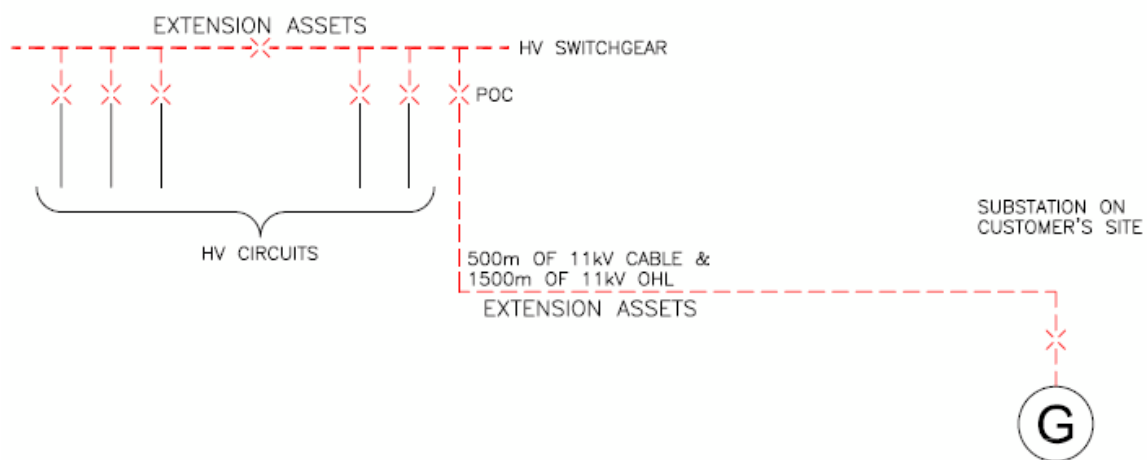 EXTENSION ASSETS
HV SWITCHGEAR
POC
HV CIRCUITS
SUBSTATION ON
CUSTOMER'S SITE
500m OF 11kV CABLE &
1500m OF 11kV OHL
EXTENSION ASSETS
G